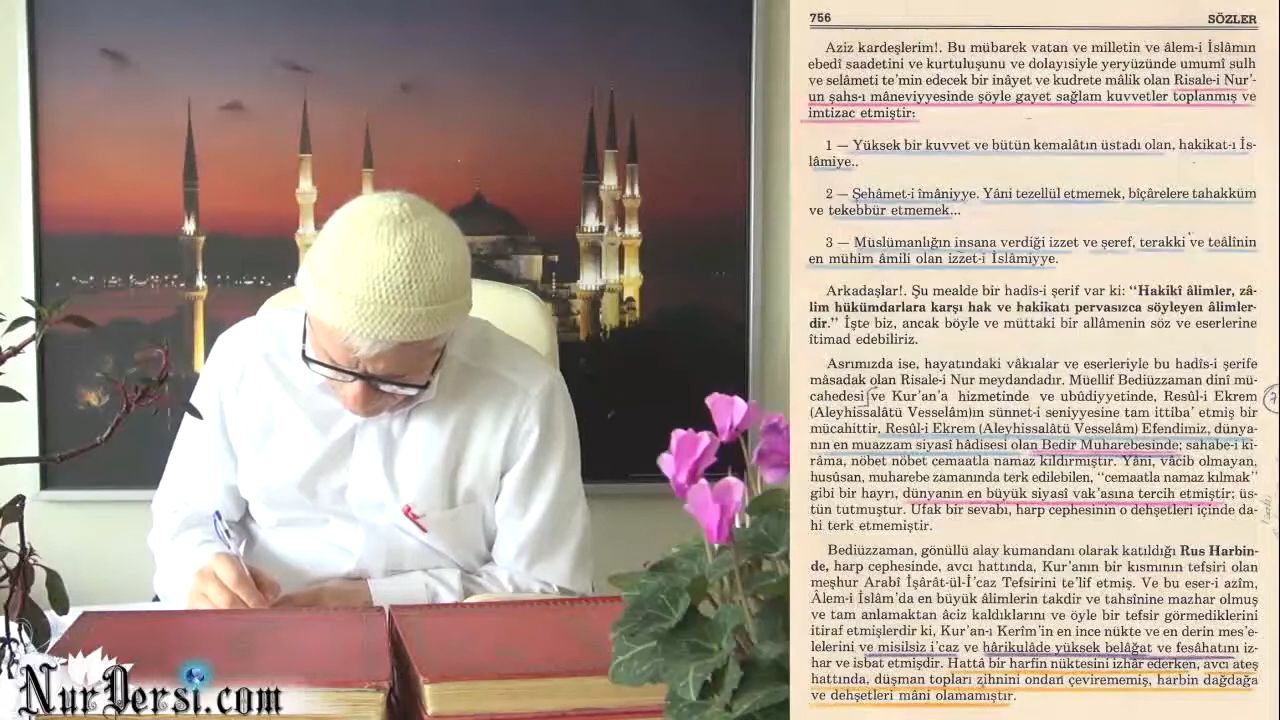 756 SÖZLER
Aziz kardeşlerim!. Bu mübarek vatan ve milletin ve âlem-i İslâmın
ebedî saadetini ve kurtuluşunu ve dolayısiyle yeryüzünde umumî sulh
ve selâmeti te'min edecek bir inâyet ve kudrete mâlik olan Risale-i Nur'-
un şahs-ı mâneviyyesinde şöyle gayet sağlam kuvvetler toplanmış ve
imtizac etmiştir:
1 — Yüksek bir kuvvet ve bütün kemalâtın üstadı olan, hakikat-ı İs-
lâmiye..
2 — Şehâmet-i îmâniyye. Yâni tezellül etmemek, bîçârelere tahakküm
ve tekebbür etmemek...
3 — Müslümanlığın insana verdiği izzet ve şeref, terakki ve teâlînin
en mühim âmili olan izzet-i İslâmiyye.
Arkadaşlar!. Şu mealde bir hadîs-i şerif var ki: "Hakikî âlimler, zâ-
lim hükümdarlara karşı hak ve hakikatı pervasızca söyleyen âlimler-
dir." İşte biz, ancak böyle ve müttaki bir allâmenin söz ve eserlerine
îtimad edebiliriz.
Asrımızda ise, hayatındaki vâkıalar ve eserleriyle bu hadîs-i şerife
mâsadak olan Risale-i Nur meydandadır. Müellif Bediüzzaman dinî mü-
cahedesi ve Kur'an'a hizmetinde ve ubûdiyyetinde, Resûl-i Ekrem
(Aleyhissalâtü Vesselâm)ın sünnet-i seniyyesine tam ittiba' etmiş bir
mücahittir. Resûl-i Ekrem (Aleyhissalâtü Vesselâm) Efendimiz, dünya-
nın en muazzam siyasî hâdisesi olan Bedir Muharebesinde; sahabe-i ki-
râma, nöbet nöbet cemaatla namaz kıldırmıştır. Yâni, vâcib olmayan,
husûsan, muharebe zamanında terk edilebilen, "cemaatla namaz kılmak"
gibi bir hayrı, dünyanın en büyük siyasî vak'asına tercih etmiştir; üs-
tün tutmuştur. Ufak bir sevabı, harp cephesinin o dehşetleri içinde da-
hi terk etmemiştir.
Bediüzzaman, gönüllü alay kumandanı olarak katıldığı Rus Harbin-
de, harp cephesinde, avcı hattında, Kur'anın bir kısmının tefsiri olan
meşhur Arabî İşârât-ül-İ'caz Tefsirini te'lif etmiş. Ve bu eser-i azîm,
Âlem-i İslâm'da en büyük âlimlerin takdir ve tahsînine mazhar olmuş
ve tam anlamaktan âciz kaldıklarını ve öyle bir tefsir görmediklerini
itiraf etmişlerdir ki, Kur'an-ı Kerîm'in en ince nükte ve en derin mes'e-
lelerini ve misilsiz i'caz ve hârikulâde yüksek belâğat ve fesâhatını iz-
har ve isbat etmişdir. Hattâ bir harfin nüktesini izhâr ederken, avcı ateş
hattında, düşman topları zihnini ondan çevirememiş, harbin dağdağa
ve dehşetleri mâni olamamıştır.
NurDersi.com